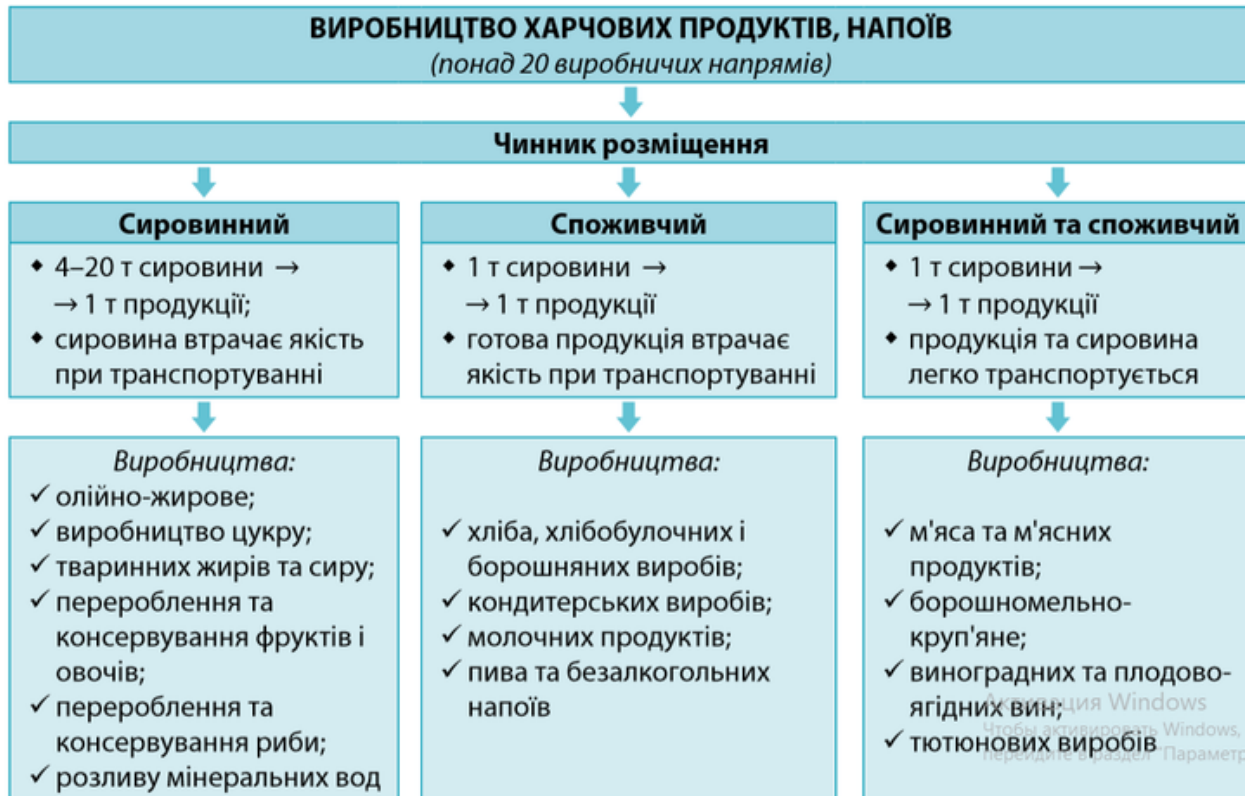 ВИРОБНИЦТВО ХАРЧОВИХ ПРОДУКТІВ, НАПОЇВ
(понад 20 виробничих напрямів)
Чинник розміщення
Сировинний
◆ 4–20 т сировини →
→ 1 т продукції;
◆ сировина втрачає якість
при транспортуванні
Виробництва:
✓ олійно-жирове;
✓ виробництво цукру;
✓ тваринних жирів та сиру;
✓ перероблення та
консервування фруктів і
овочів;
✓ перероблення та
консервування риби;
✓ розливу мінеральних вод
Споживчий
◆ 1 т сировини →
→ 1 т продукції
◆ готова продукція втрачає
якість при транспортуванні
Виробництва:
✓ хліба, хлібобулочних і
борошняних виробів;
✓ кондитерських виробів;
✓ молочних продуктів;
✓ пива та безалкогольних
напоїв
Сировинний та споживчий
◆ 1 т сировини →
→ 1 т продукції
◆ продукція та сировина
легко транспортується
Виробництва:
✓ м'яса та м'ясних
продуктів;
✓ борошномельно-
круп'яне;
✓ виноградних та плодово-
ягідних вин;
✓ тютюнових виробів
Активация Windows
Чтобы активировать Windows,
перейдите в раздел "Параметр